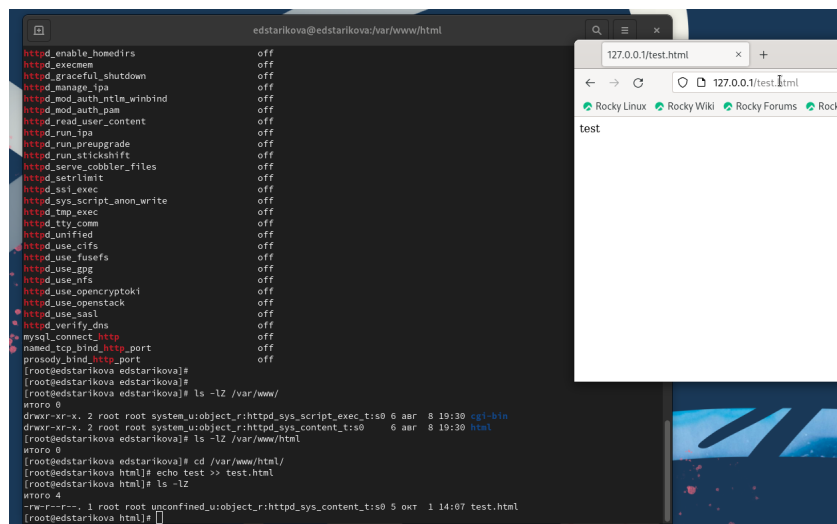 edstarikova@edstarikova:/var/www/html
httpd_enable_homedirs off
httpd_execmem off
httpd_graceful_shutdown off
httpd_manage_ipa off
httpd_mod_auth_ntlm_winbind off
httpd_mod_auth_pam off
httpd_read_user_content off
httpd_run_ipa off
httpd_run_preupgrade off
httpd_run_stickshift off
httpd_serve_cobbler_files off
httpd_setrlimit off
httpd_ssi_exec off
httpd_sys_script_anon_write off
httpd_tmp_exec off
httpd_tty_comm off
httpd_unified off
httpd_use_cifs off
httpd_use_fusefs off
httpd_use_gpg off
httpd_use_nfs off
httpd_use_opencryptoki off
httpd_use_openstack off
httpd_use_sasl off
httpd_verify_dns off
mysql_connect_http off
named_tcp_bind_http_port off
prosody_bind_http_port off
[root@edstarikova edstarikova]#
[root@edstarikova edstarikova]#
[root@edstarikova edstarikova]# ls -lZ /var/www/
итого 0
drwxr-xr-x. 2 root root system_u:object_r:httpd_sys_script_exec_t:s0 6 авг 8 19:30 cgi-bin
drwxr-xr-x. 2 root root system_u:object_r:httpd_sys_content_t:s0 6 авг 8 19:30 html
[root@edstarikova edstarikova]# ls -lZ /var/www/html
итого 0
[root@edstarikova edstarikova]# cd /var/www/html/
[root@edstarikova html]# echo test >> test.html
[root@edstarikova html]# ls -lZ
итого 4
-rw-r--r--. 1 root root unconfined_u:object_r:httpd_sys_content_t:s0 5 окт 1 14:07 test.html
[root@edstarikova html]#
127.0.0.1/test.html
127.0.0.1/test.html
Rocky Linux Rocky Wiki Rocky Forums Rock
test